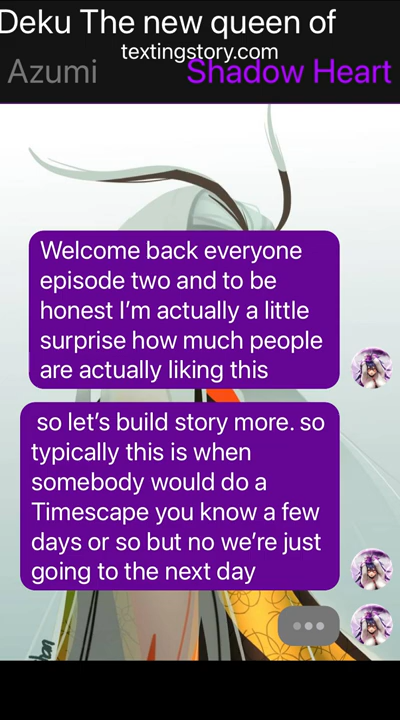 Deku The new queen of
textingstory.com
Azumi Shadow Heart
Welcome back everyone
episode two and to be
honest I'm actually a little
surprise how much people
are actually liking this
so let's build story more. so
typically this is when
somebody would do a
Timescape you know a few
days or so but no we're just
going to the next day